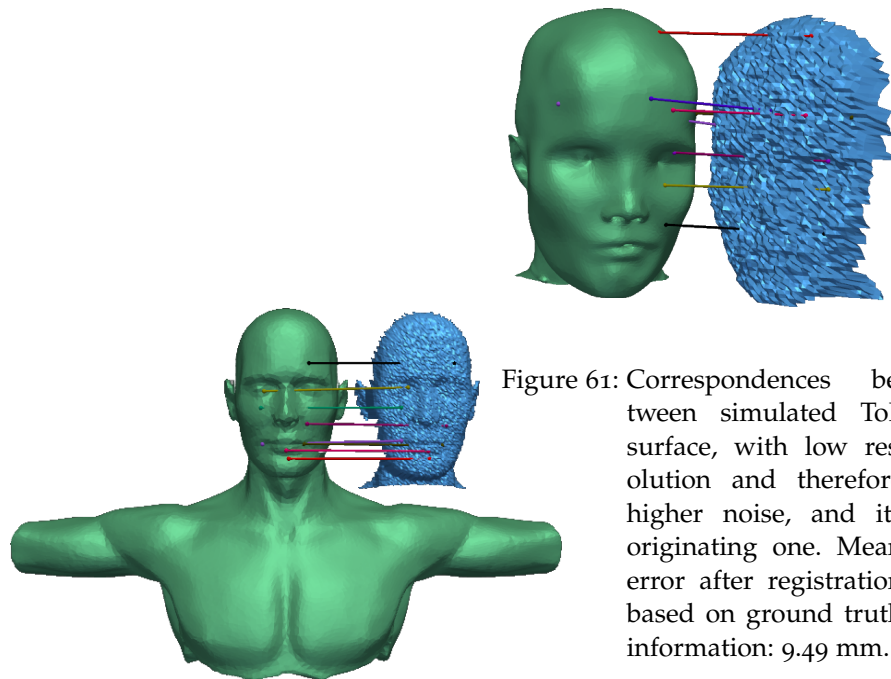 Figure 61: Correspondences be
tween simulated ToF
surface, with low res
olution and therefor
higher noise, and it
originating one. Mean
error after registration
based on ground truth
information: 9.49 mm.